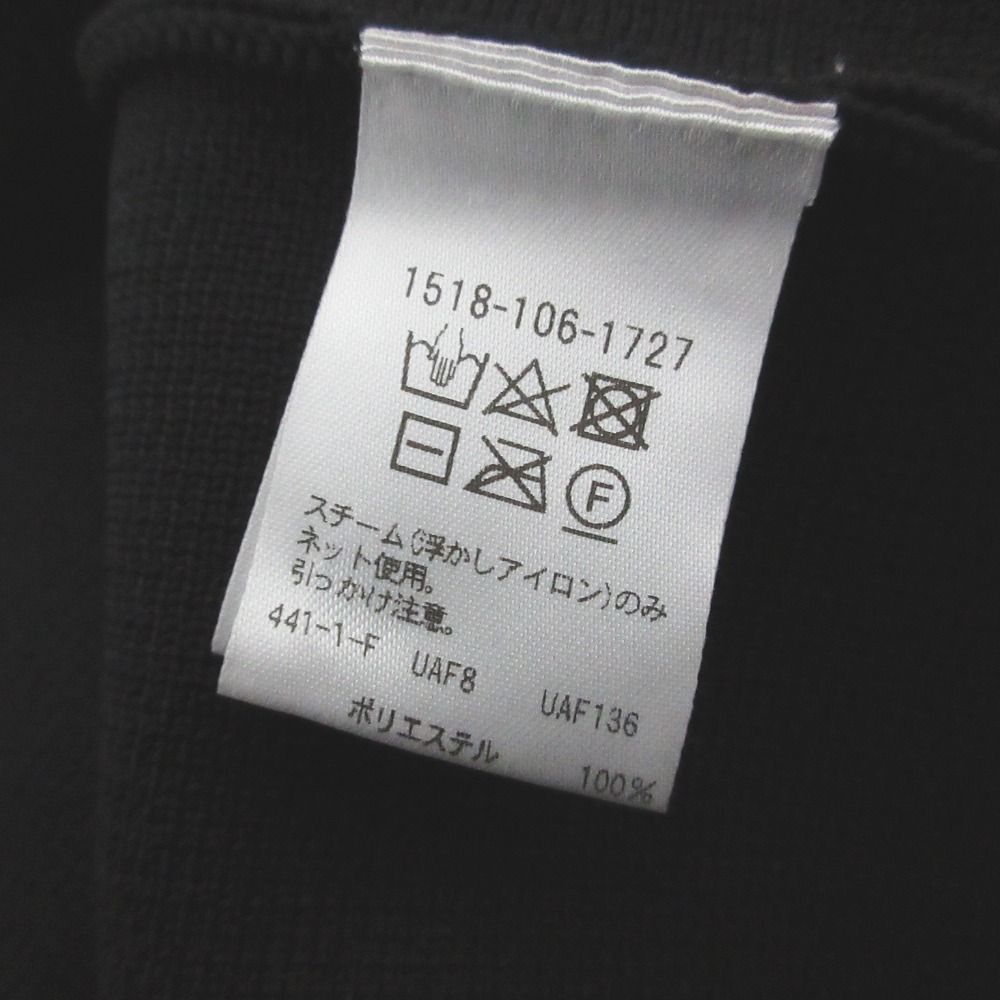 1518-106-1727
F
スチーム(浮かしアイロン)のみ
ネット使用。
引っかけ注意。
441-1-F UAF8 UAF136
ポリエステル 100%